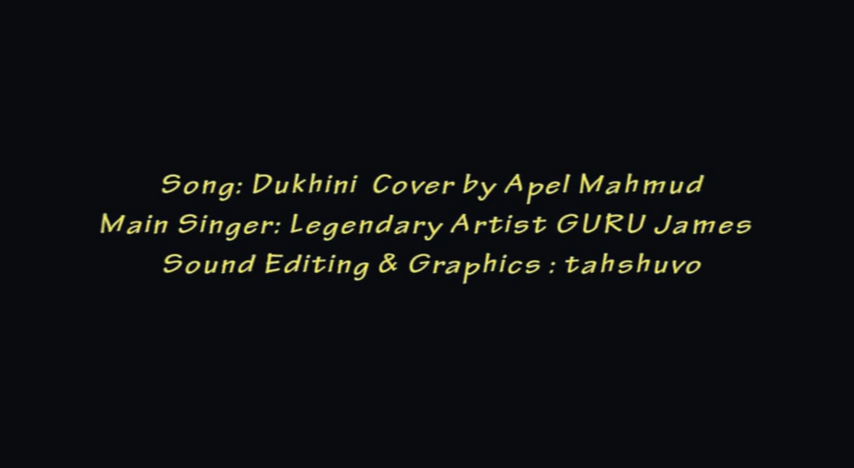 Song: Dukhini Cover by Apel Mahmud
Main Singer: Legendary Artist GURU James
Sound Editing & Graphics : tahshuvo